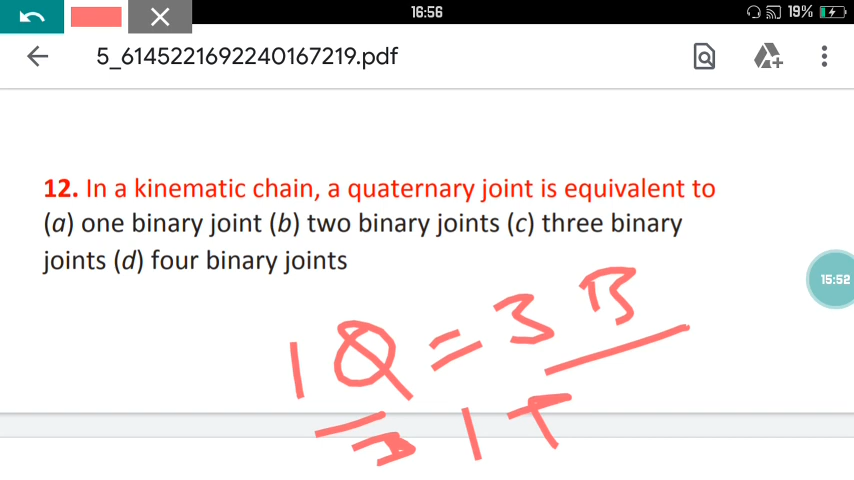 16:56
19%
5_6145221692240167219.pdf
12. In a kinematic chain, a quaternary joint is equivalent to
(a) one binary joint (b) two binary joints (c) three binary
joints (d) four binary joints
15:52
1Q = 3B
1T